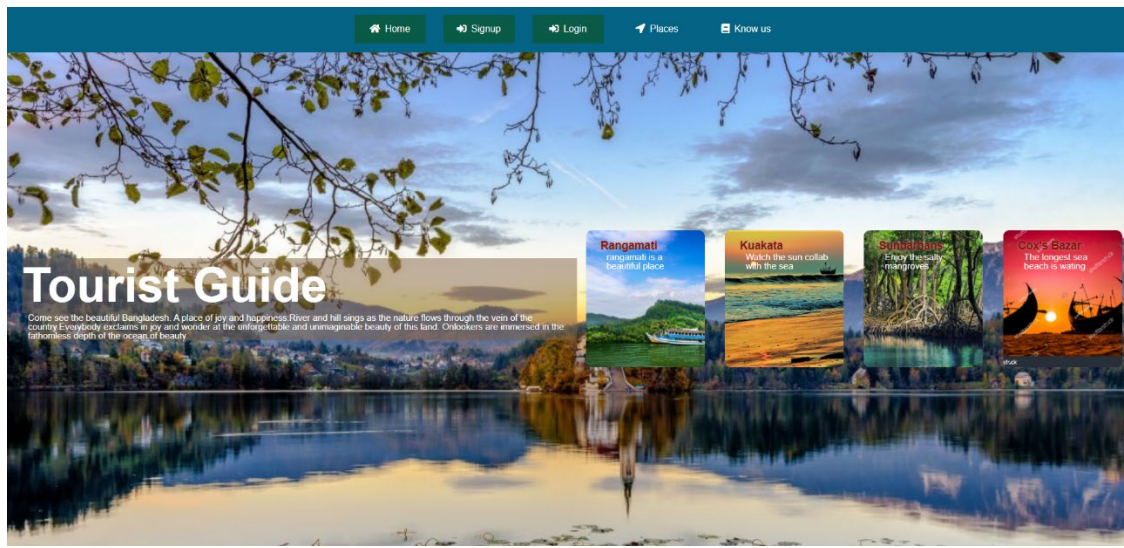 Home Signup Login Places Know us
Tourist Guide
Come see the beautiful Bangladesh. A place of joy and happiness.River and hill sings as the nature flows through the vein of the
country.Everybody exclaims in joy and wonder at the unforgettable and unimaginable beauty of this land. Onlookers are immersed in the
fathomless depth of the ocean of beauty
Rangamati
rangamati is a
beautiful place
Kuakata
Watch the sun collab
with the sea
Sundarbans
Enjoy the salty
mangroves
Cox's Bazar
The longest sea
beach is wating